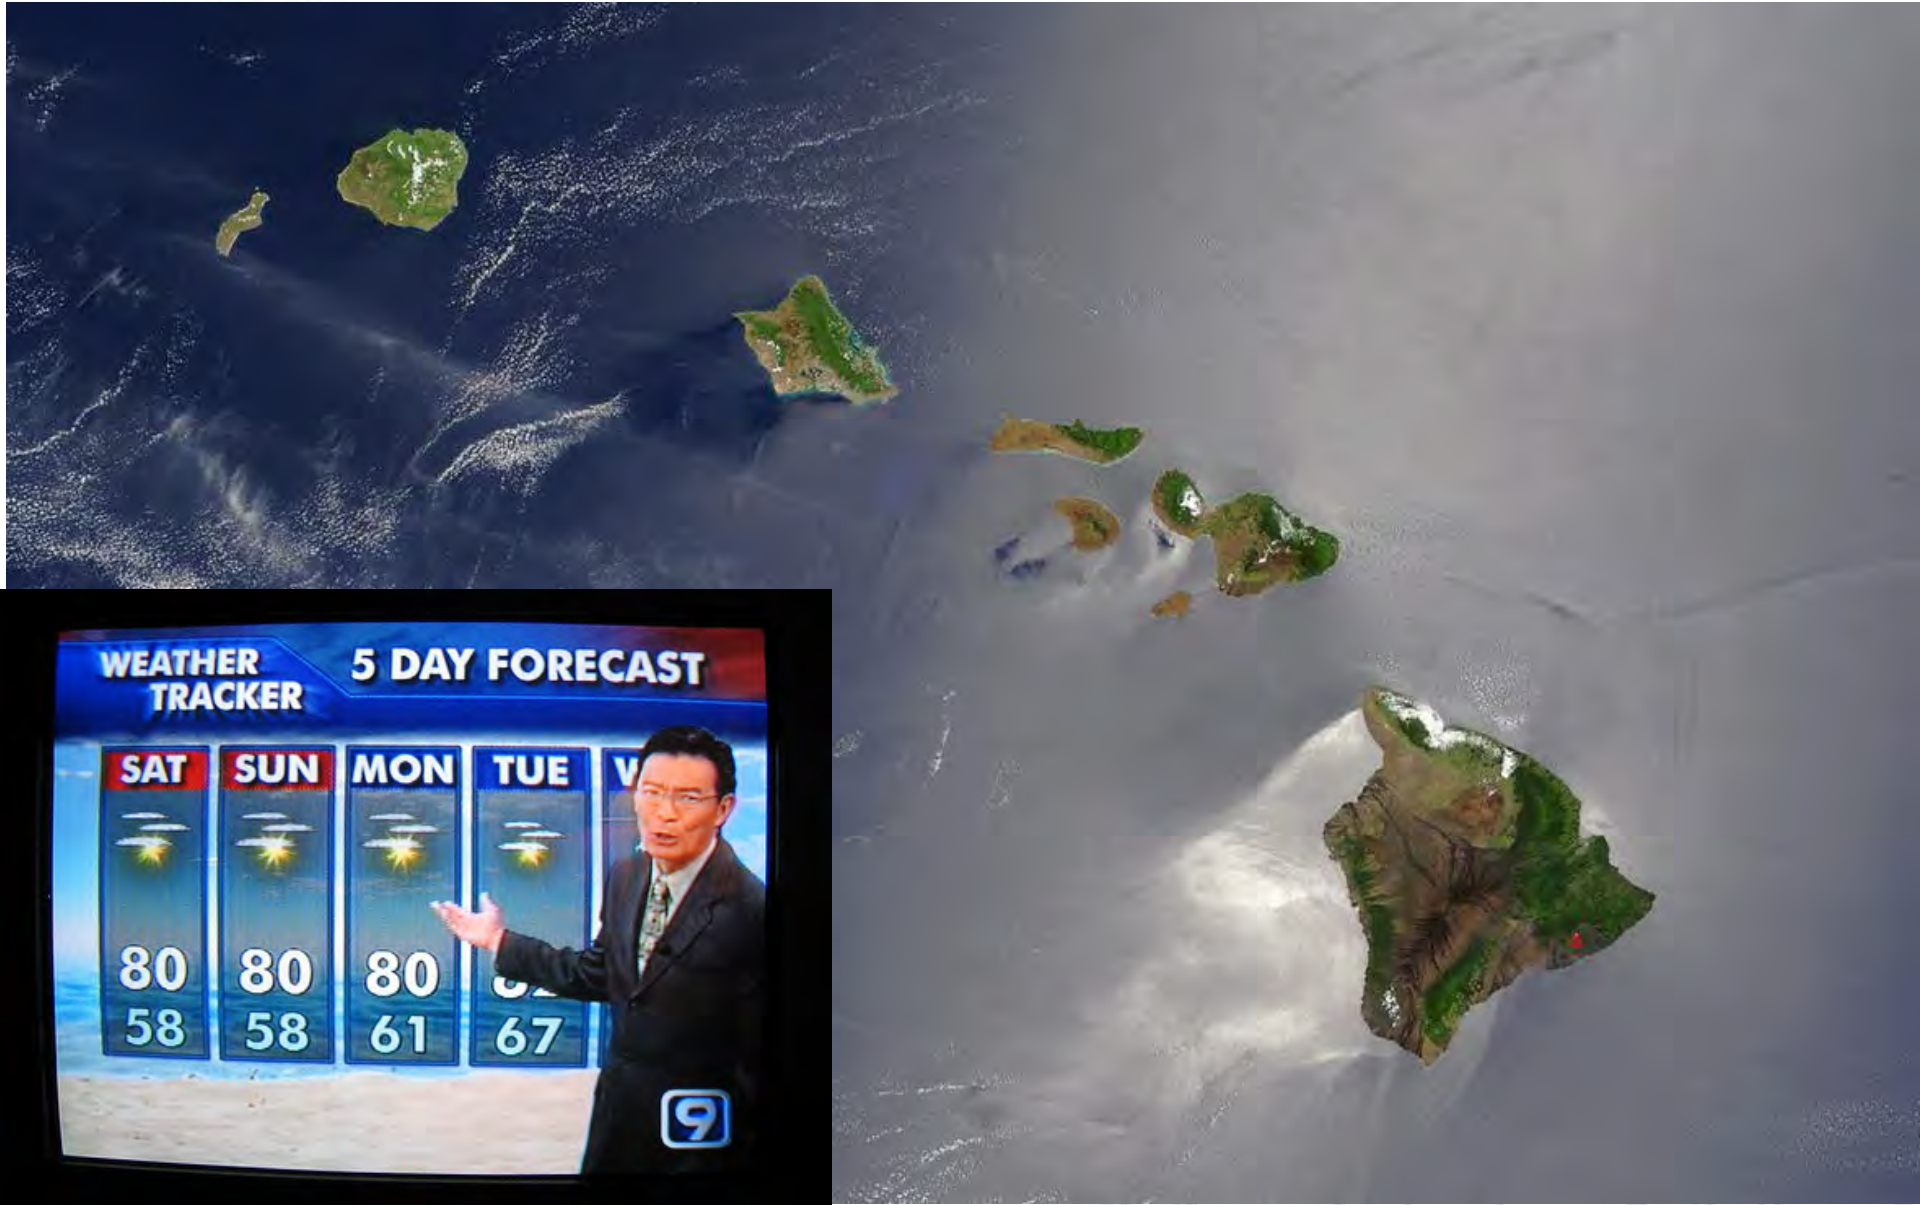 WEATHER
TRACKER
5 DAY FORECAST
SAT SUN MON TUE
80 80 80
58 58 61 67
9